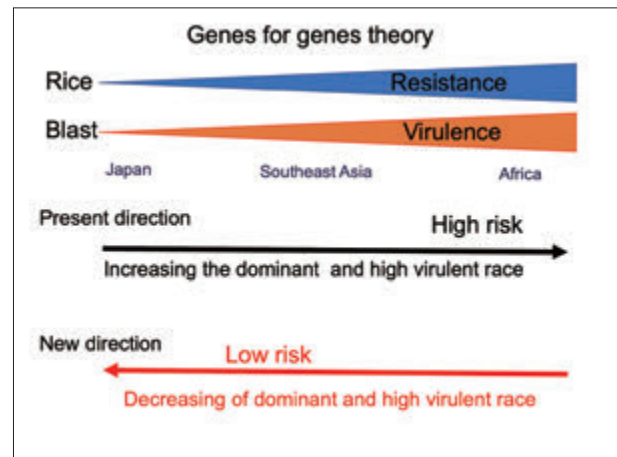 Genes for genes theory
Rice Resistance
Blast Virulence
Japan Southeast Asia Africa
Present direction
High risk
Increasing the dominant and high virulent race
New direction
Low risk
Decreasing of dominant and high virulent race